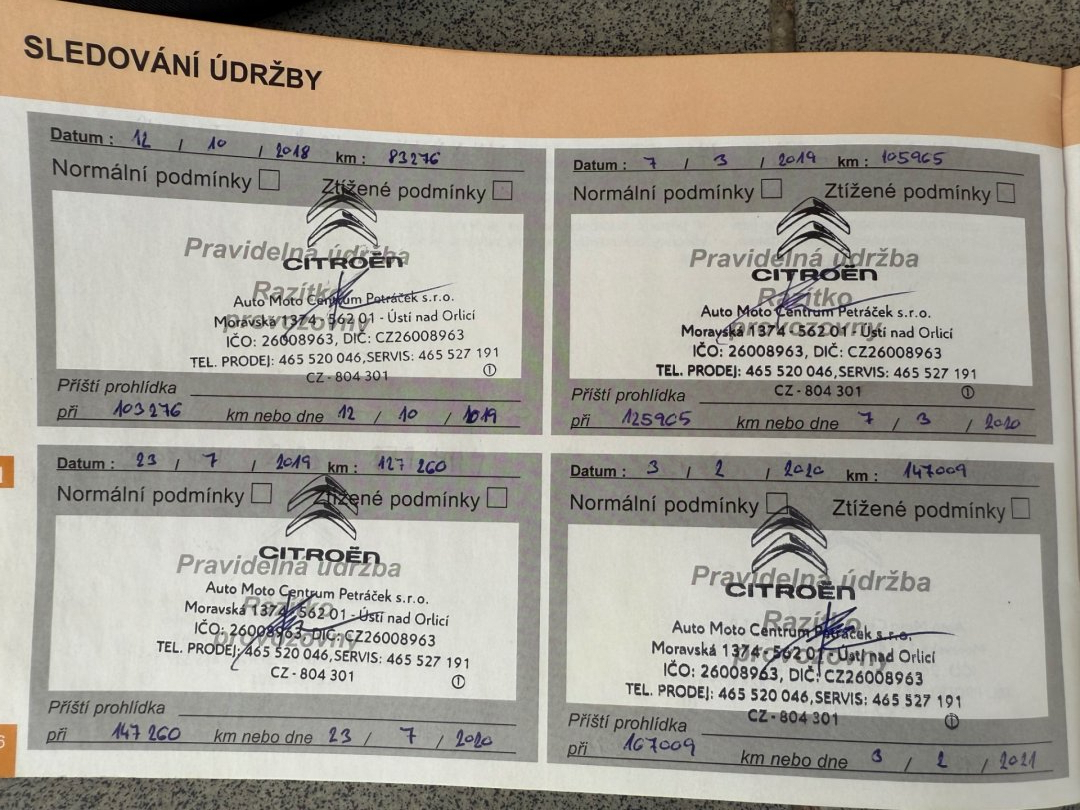 SLEDOVÁNÍ ÚDRŽBY
Datum : 12 / 10 / 2018 km : 83276
Normální podmínky Ztížené podmínky
Pravidelná údržba
CITROËN
Razítko
provozovny
Auto Moto Centrum Petráček s.r.o.
Moravská 1374 - 562 01 - Ústí nad Orlicí
IČO: 26008963, DIČ: CZ26008963
TEL. PRODEJ: 465 520 046,SERVIS: 465 527 191
CZ - 804 301 1
Příští prohlídka
při 103276 km nebo dne 12 / 10 / 2019
Datum : 7 / 3 / 2019 km : 105965
Normální podmínky Ztížené podmínky
Pravidelná údržba
CITROËN
Razítko
provozovny
Auto Moto Centrum Petráček s.r.o.
Moravská 1374 - 562 01 - Ústí nad Orlicí
IČO: 26008963, DIČ: CZ26008963
TEL. PRODEJ: 465 520 046,SERVIS: 465 527 191
CZ - 804 301 1
Příští prohlídka
při 125965 km nebo dne 7 / 3 / 2020
Datum : 23 / 7 / 2019 km : 127 260
Normální podmínky Ztížené podmínky
CITROËN
Pravidelná údržba
Razítko
provozovny
Auto Moto Centrum Petráček s.r.o.
Moravská 1374 - 562 01 - Ústí nad Orlicí
IČO: 26008963, DIČ: CZ26008963
TEL. PRODEJ: 465 520 046,SERVIS: 465 527 191
CZ - 804 301 1
Příští prohlídka
při 147 260 km nebo dne 23 / 7 / 2020
Datum : 3 / 2 / 2020 km : 147009
Normální podmínky Ztížené podmínky
Pravidelná údržba
CITROËN
Razítko
provozovny
Auto Moto Centrum Petráček s.r.o.
Moravská 1374 - 562 01 - Ústí nad Orlicí
IČO: 26008963, DIČ: CZ26008963
TEL. PRODEJ: 465 520 046,SERVIS: 465 527 191
CZ - 804 301 1
Příští prohlídka
při 167009 km nebo dne 3 / 2 / 2021